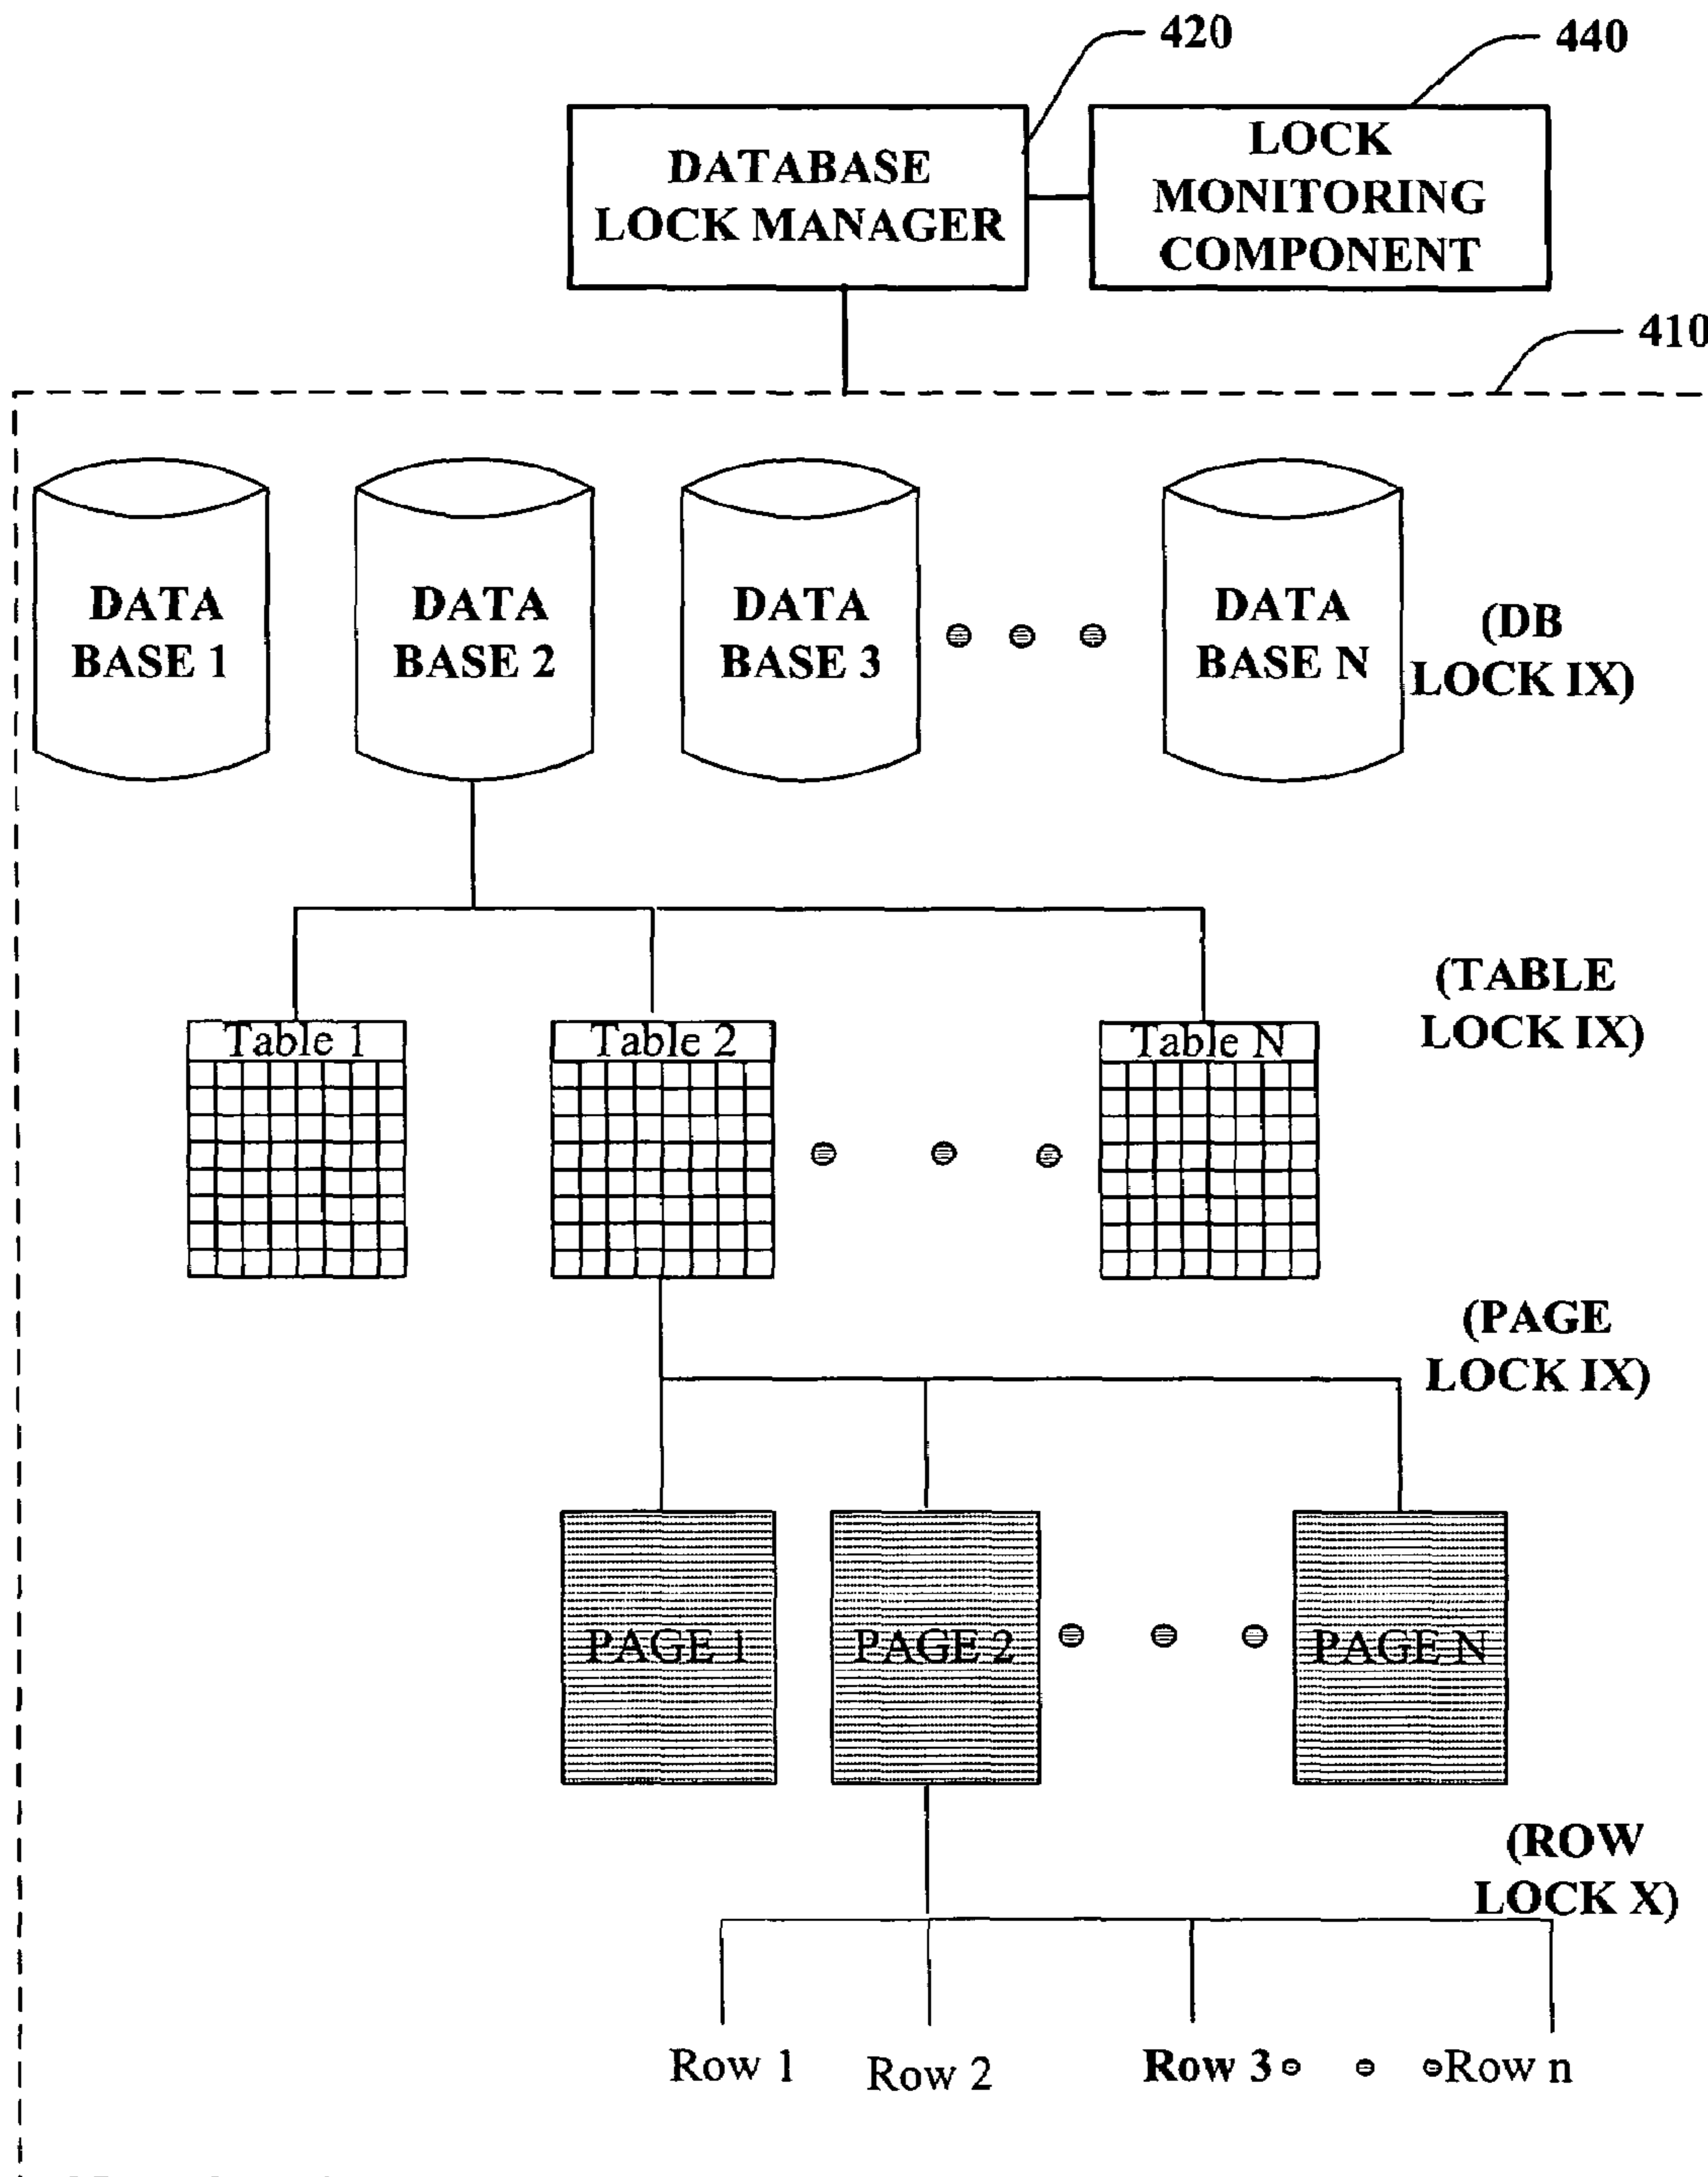 420
440
DATABASE
LOCK MANAGER
LOCK
MONITORING
COMPONENT
410
DATA
BASE 1
DATA
BASE 2
DATA
BASE 3
DATA
BASE N
(DB
LOCK IX)
(TABLE
LOCK IX)
Table 1
Table 2
Table N
(PAGE
LOCK IX)
PAGE 1
PAGE 2
PAGE N
(ROW
LOCK X)
Row 1
Row 2
Row 3
Row n